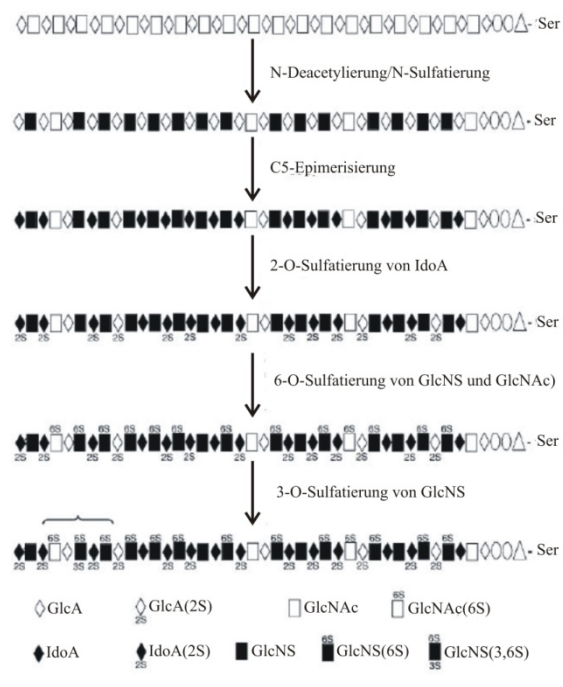 Ser
N-Deacetylierung/N-Sulfatierung
Ser
C5-Epimerisierung
Ser
2-O-Sulfatierung von IdoA
Ser
2S 2S 2S 2S 2S 2S 2S 2S 2S 2S 2S 2S 2S
6-O-Sulfatierung von GlcNS und GlcNAc)
6S 6S 6S 6S 6S 6S 6S 6S 6S 6S 6S
Ser
2S 2S 2S 2S 2S 2S 2S 2S 2S 2S 2S 2S
3-O-Sulfatierung von GlcNS
6S 6S 6S 6S 6S 6S 6S 6S 6S 6S 6S
Ser
2S 2S 3S 2S 2S 2S 2S 2S 2S 2S 2S 2S 2S
GlcA
GlcA(2S)
2S
GlcNAc
6S
GlcNAc(6S)
IdoA
IdoA(2S)
2S
GlcNS
6S
GlcNS(6S)
6S
GlcNS(3,6S)
3S